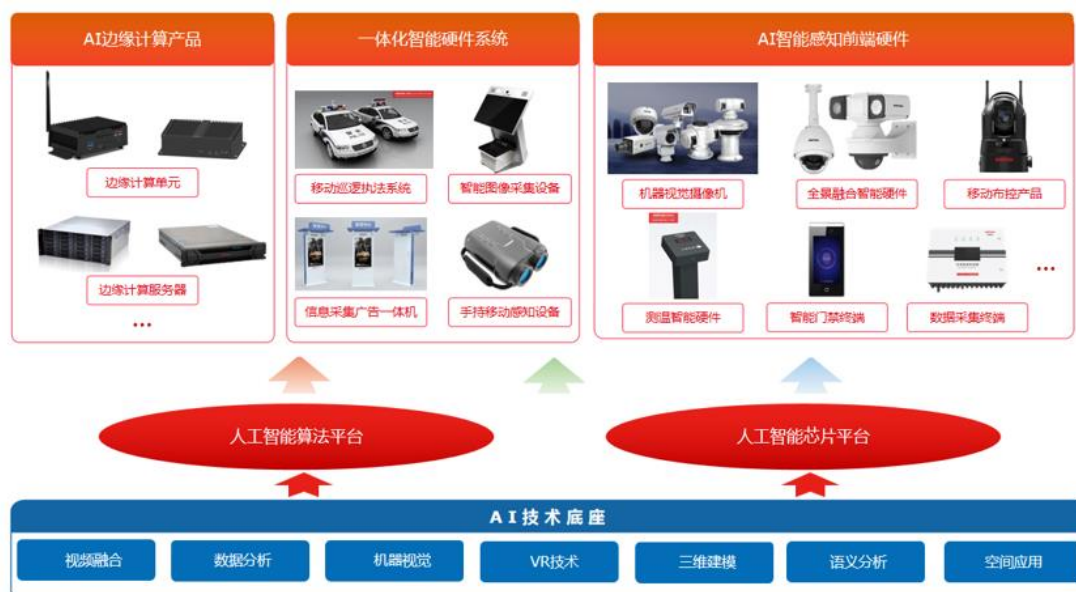 AI边缘计算产品
一体化智能硬件系统
AI智能感知前端硬件
边缘计算单元
移动巡逻执法系统
智能图像采集设备
机器视觉摄像机
全景融合智能硬件
移动布控产品
边缘计算服务器
信息采集广告一体机
手持移动感知设备
测温智能硬件
智能门禁终端
数据采集终端
...
...
人工智能算法平台
人工智能芯片平台
AI技术底座
视频融合
数据分析
机器视觉
VR技术
三维建模
语义分析
空间应用